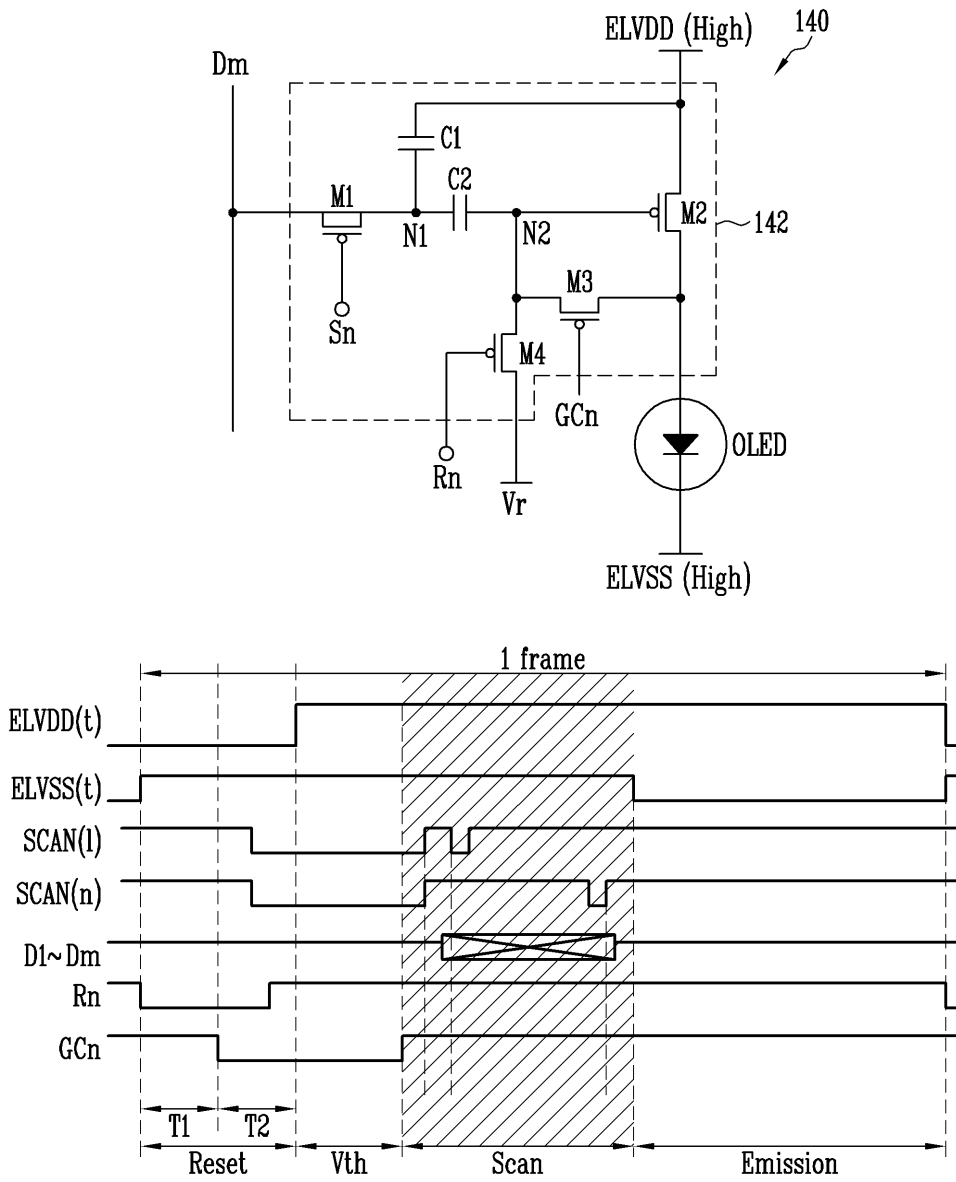 ELVDD (High)
140
Dm
C1
C2
M1
M2
142
N1
N2
M3
Sn
M4
GCn
Rn
Vr
OLED
ELVSS (High)
1 frame
ELVDD(t)
ELVSS(t)
SCAN(1)
SCAN(n)
D1~Dm
Rn
GCn
T1
T2
Reset
Vth
Scan
Emission